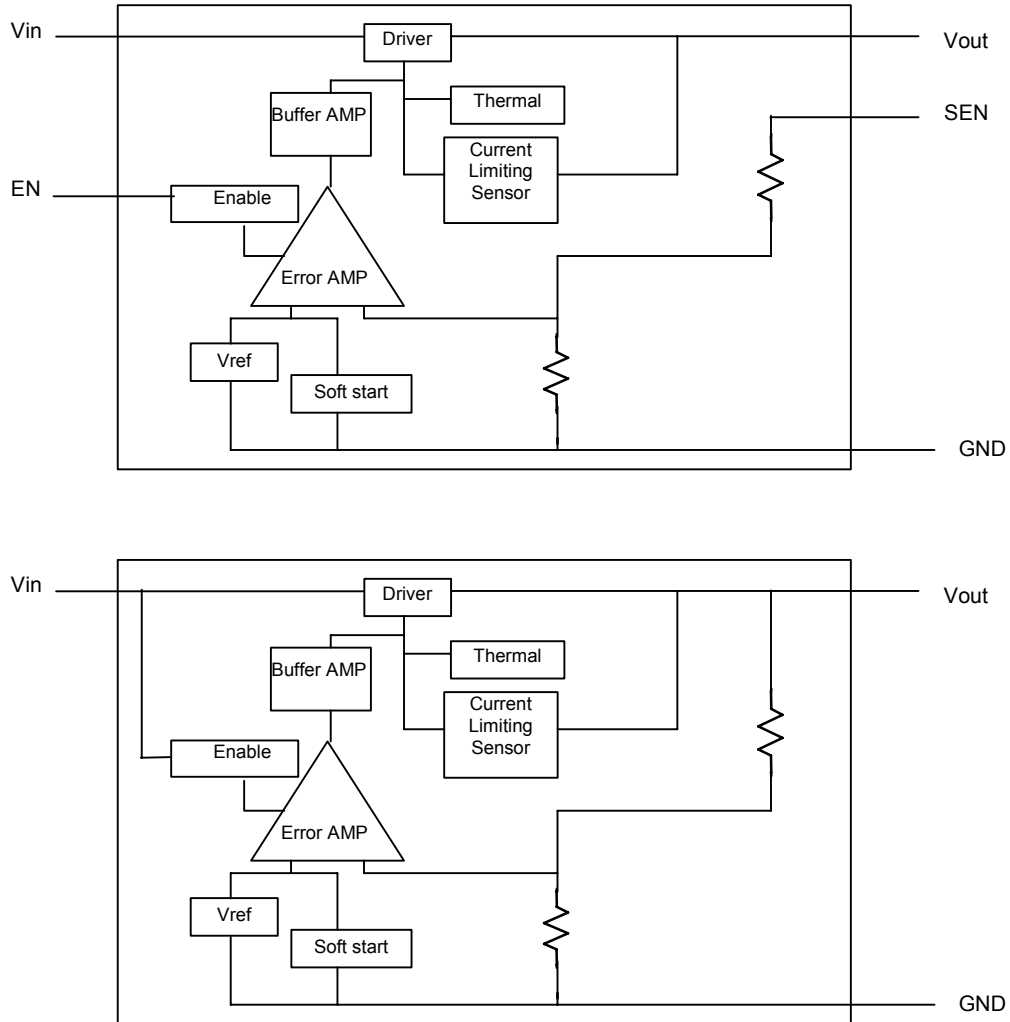 Vin
Driver
Vout
Buffer AMP
Thermal
SEN
Current
Limiting
Sensor
EN
Enable
Error AMP
Vref
Soft start
GND
Vin
Driver
Vout
Buffer AMP
Thermal
Current
Limiting
Sensor
Enable
Error AMP
Vref
Soft start
GND